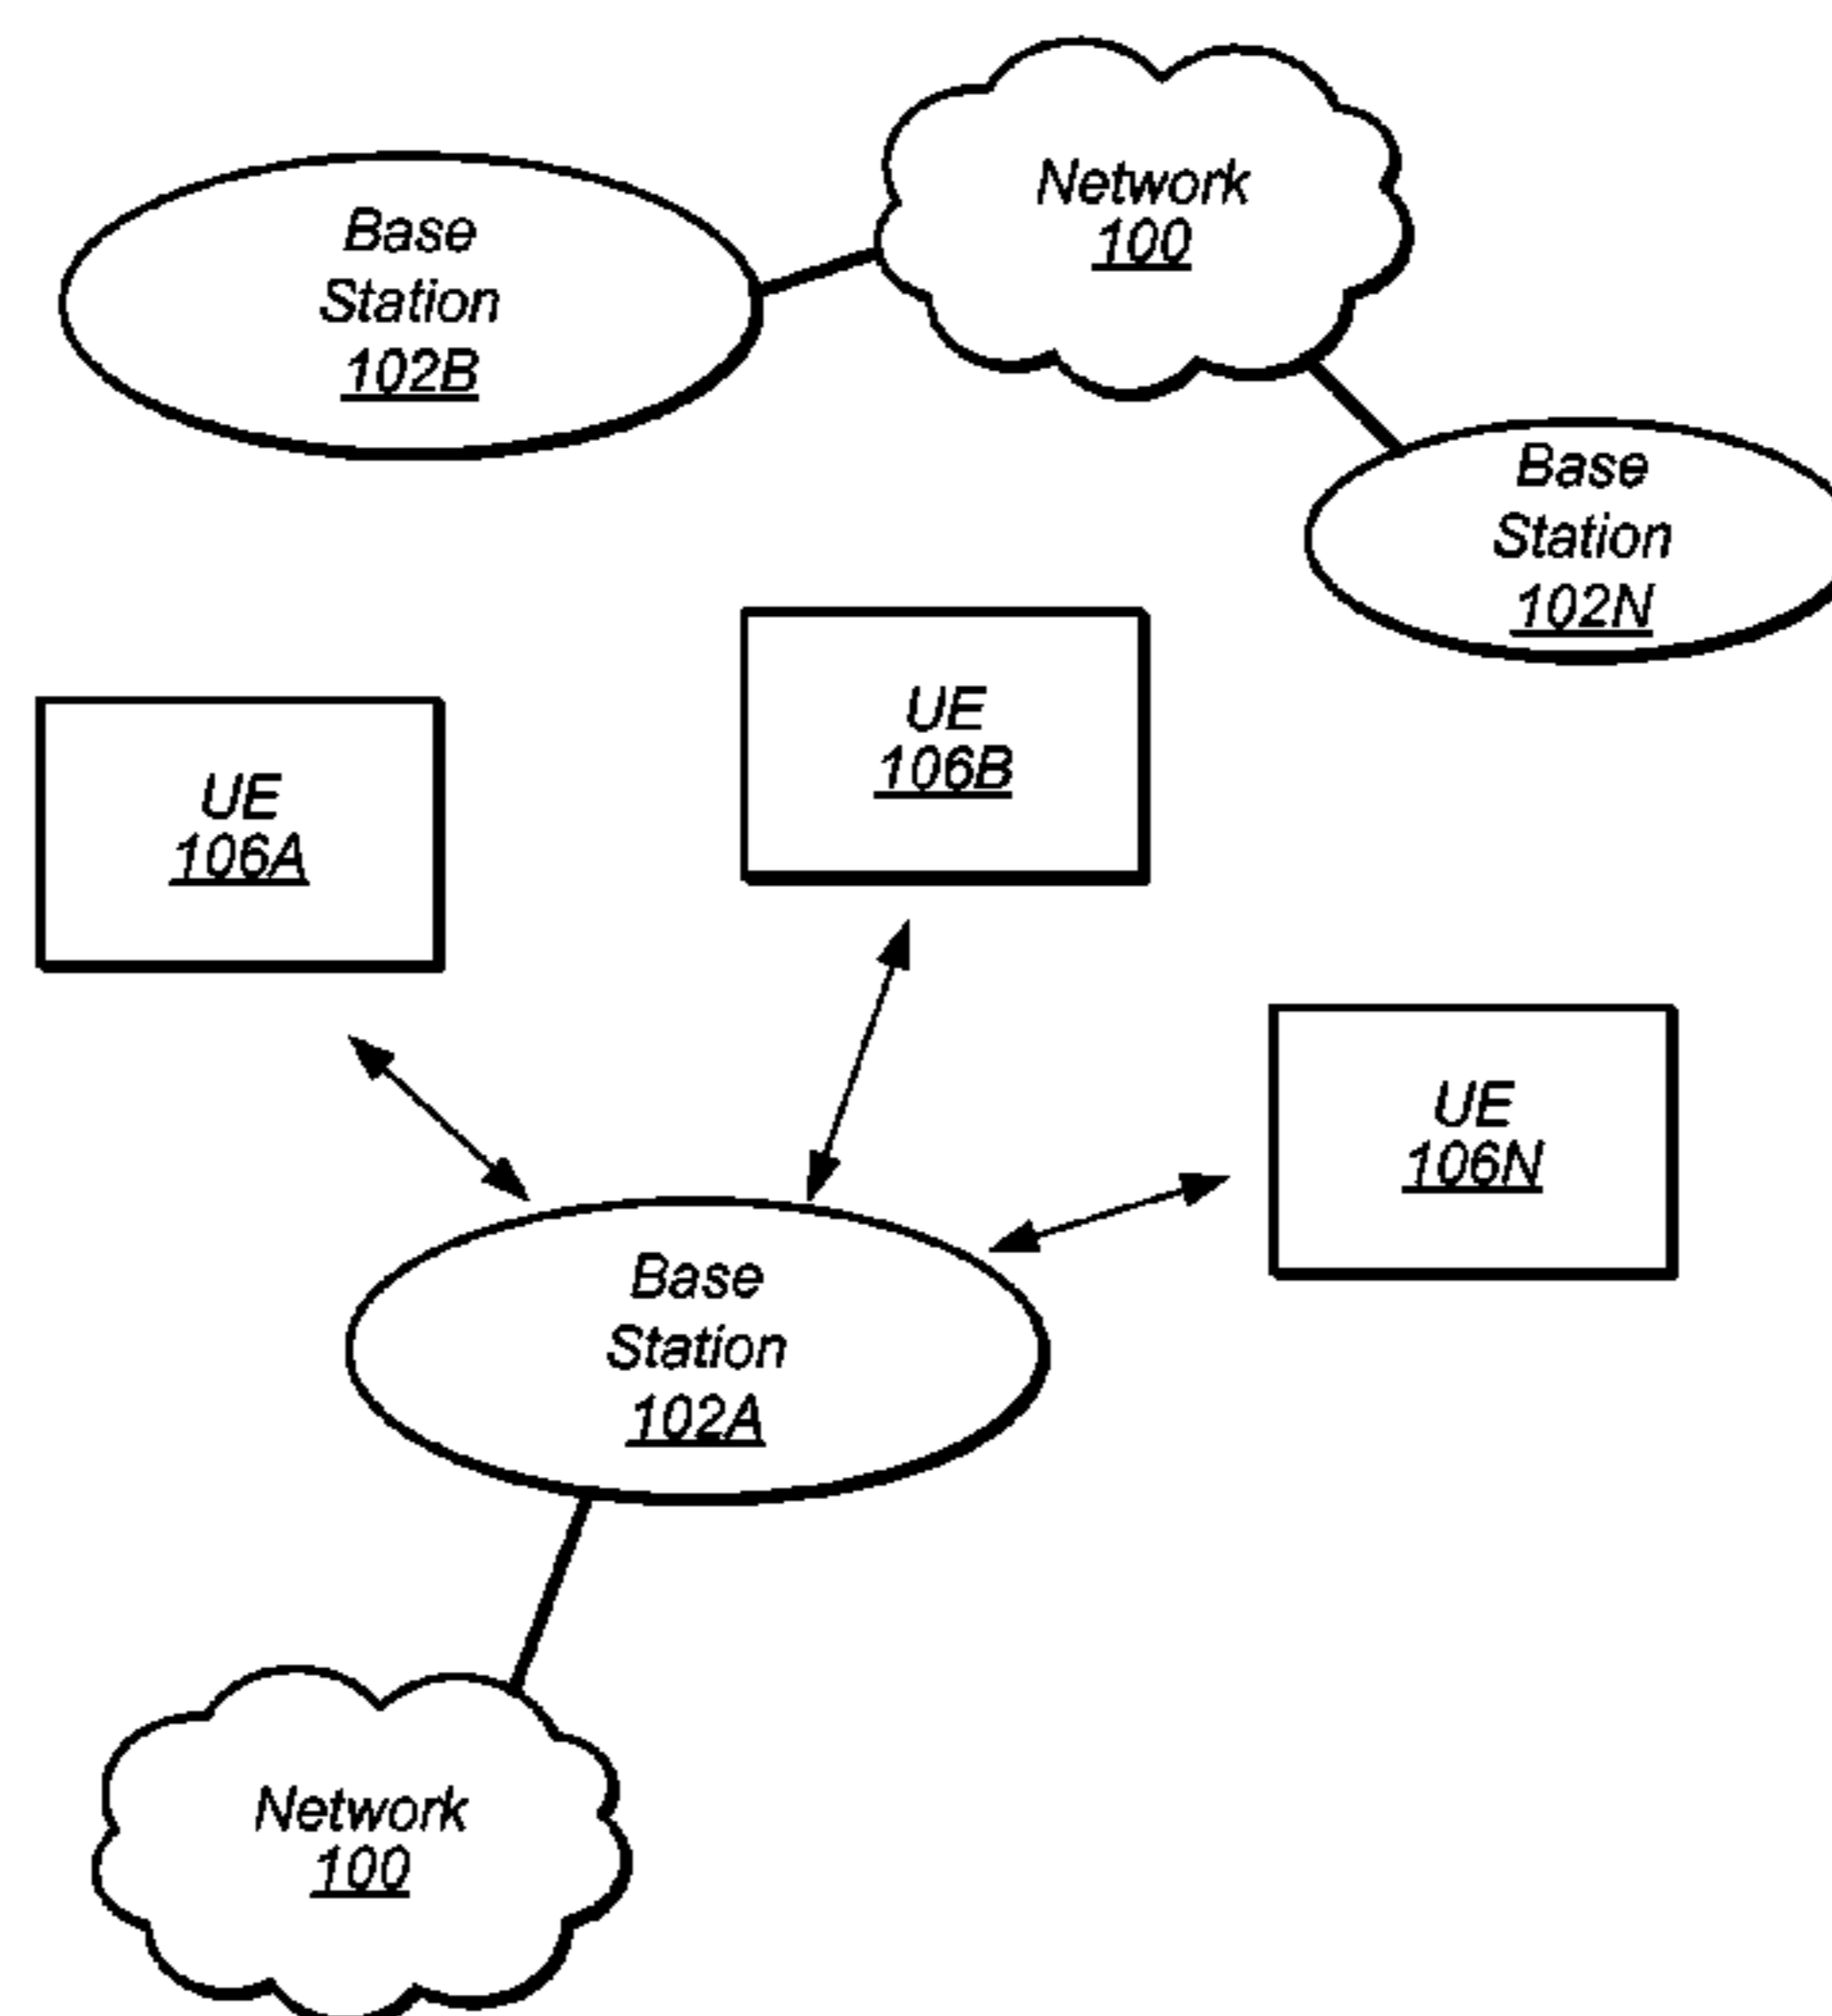 Network
100
Base
Station
102B
Base
Station
102N
UE
106B
UE
106A
UE
106N
Base
Station
102A
Network
100